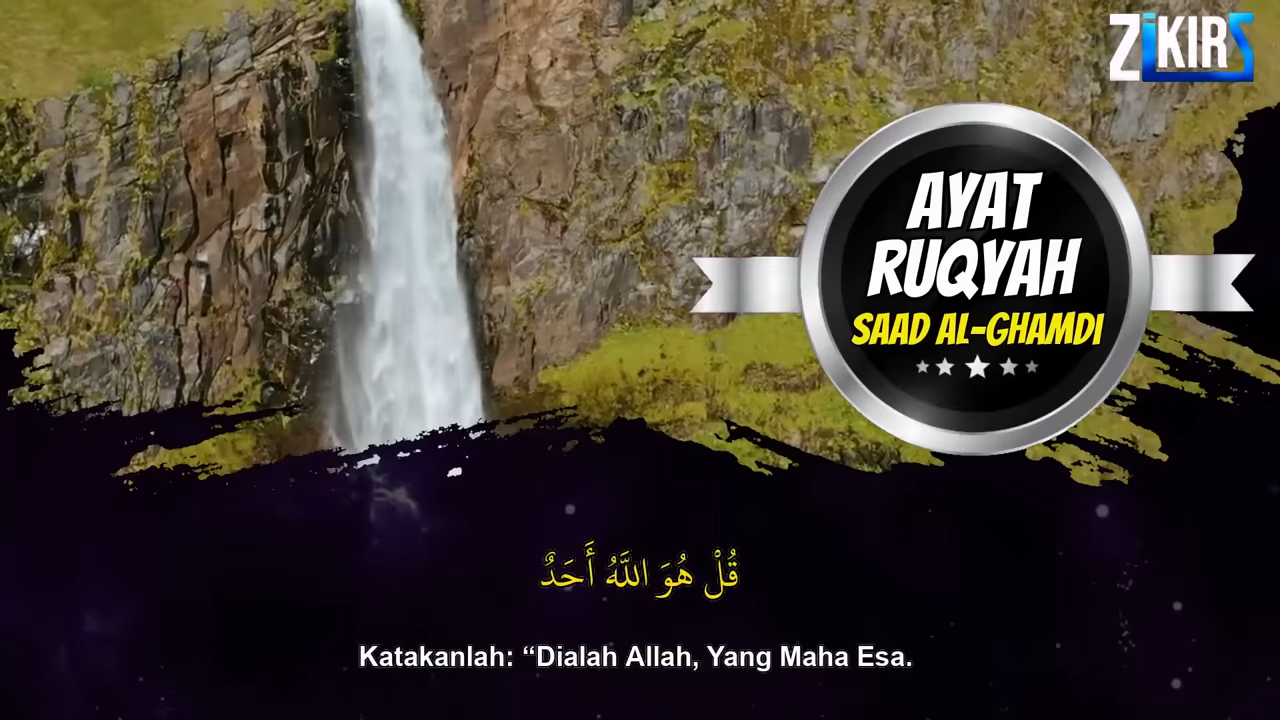 ZIKIRS
AYAT
RUQYAH
SAAD AL-GHAMDI
قُلْ هُوَ اللَّهُ أَحَدٌ
Katakanlah: “Dialah Allah, Yang Maha Esa.